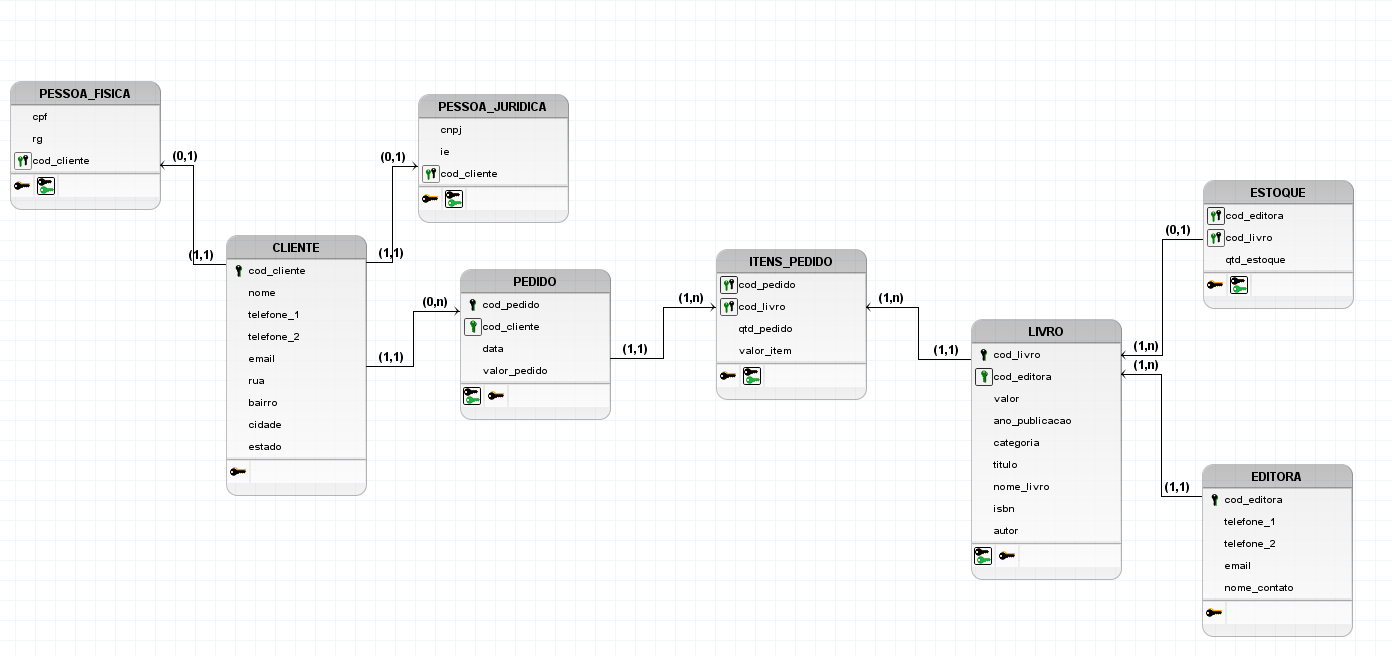 PESSOA_FISICA
cpf
rg
cod_cliente
(0,1)
(1,1)
PESSOA_JURIDICA
cnpj
ie
cod_cliente
(0,1)
(1,1)
CLIENTE
cod_cliente
nome
telefone_1
telefone_2
email
rua
bairro
cidade
estado
(1,1)
(0,n)
PEDIDO
cod_pedido
cod_cliente
data
valor_pedido
(1,1)
(1,n)
ITENS_PEDIDO
cod_pedido
cod_livro
qtd_pedido
valor_item
(1,n)
(1,1)
LIVRO
cod_livro
cod_editora
valor
ano_publicacao
categoria
titulo
nome_livro
isbn
autor
(1,n)
(0,1)
ESTOQUE
cod_editora
cod_livro
qtd_estoque
(1,n)
(1,1)
EDITORA
cod_editora
telefone_1
telefone_2
email
nome_contato